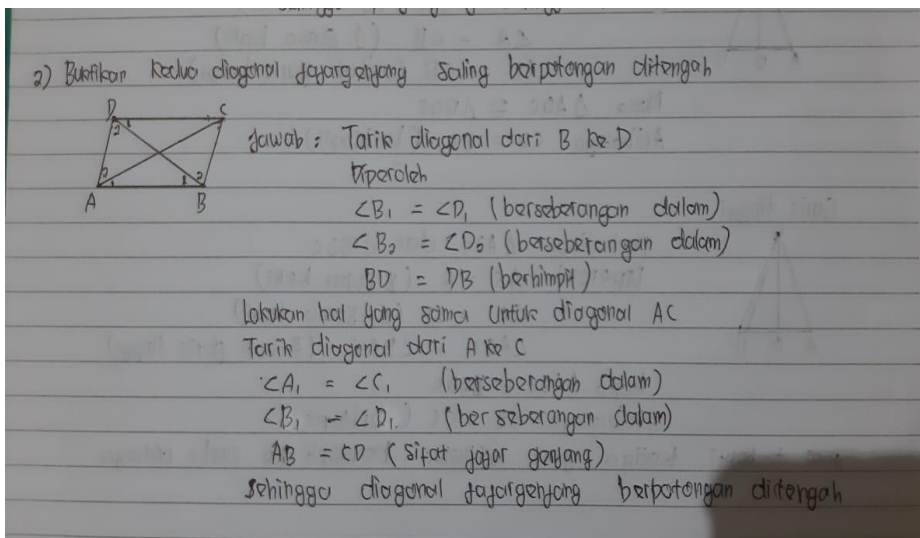 2) Buktikan kedua diagonal jajargenjang saling berpotongan ditengah
D C
Jawab : Tarik diagonal dari B ke D
Diperoleh
A B
∠B₁ = ∠D₁ (berseberangan dalam)
∠B₂ = ∠D₂ (berseberangan dalam)
BD = DB (berhimpit)
Lakukan hal yang sama untuk diagonal AC
Tarik diagonal dari A ke C
∠A₁ = ∠C₁ (berseberangan dalam)
∠B₁ = ∠D₁. (berseberangan dalam)
AB = CD (sifat jajar genjang)
Sehingga diagonal jajargenjang berpotongan ditengah